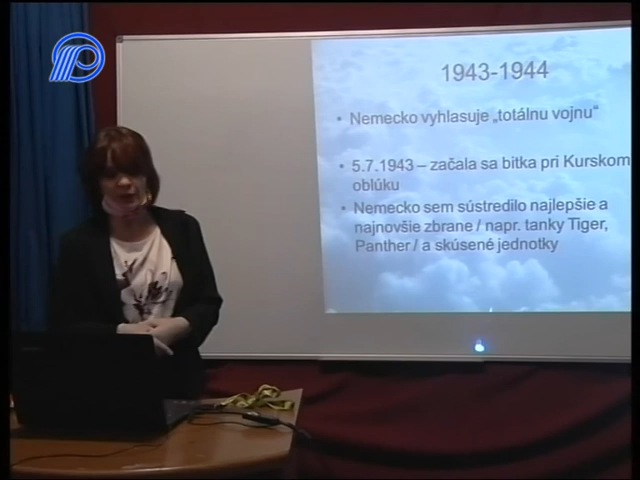 1943-1944
• Nemecko vyhlasuje „totálnu vojnu“
• 5.7.1943 – začala sa bitka pri Kurskom
oblúku
• Nemecko sem sústredilo najlepšie a
najnovšie zbrane / napr. tanky Tiger,
Panther / a skúsené jednotky